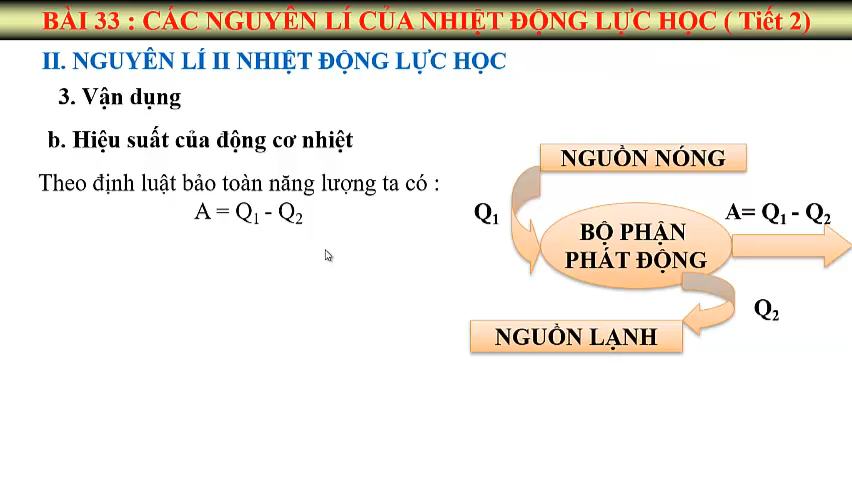 BÀI 33 : CÁC NGUYÊN LÍ CỦA NHIỆT ĐỘNG LỰC HỌC ( Tiết 2)
II. NGUYÊN LÍ II NHIỆT ĐỘNG LỰC HỌC
3. Vận dụng
b. Hiệu suất của động cơ nhiệt
Theo định luật bảo toàn năng lượng ta có :
A = Q₁ - Q₂
NGUỒN NÓNG
Q₁
BỘ PHẬN
PHÁT ĐỘNG
A= Q₁ - Q₂
Q₂
NGUỒN LẠNH